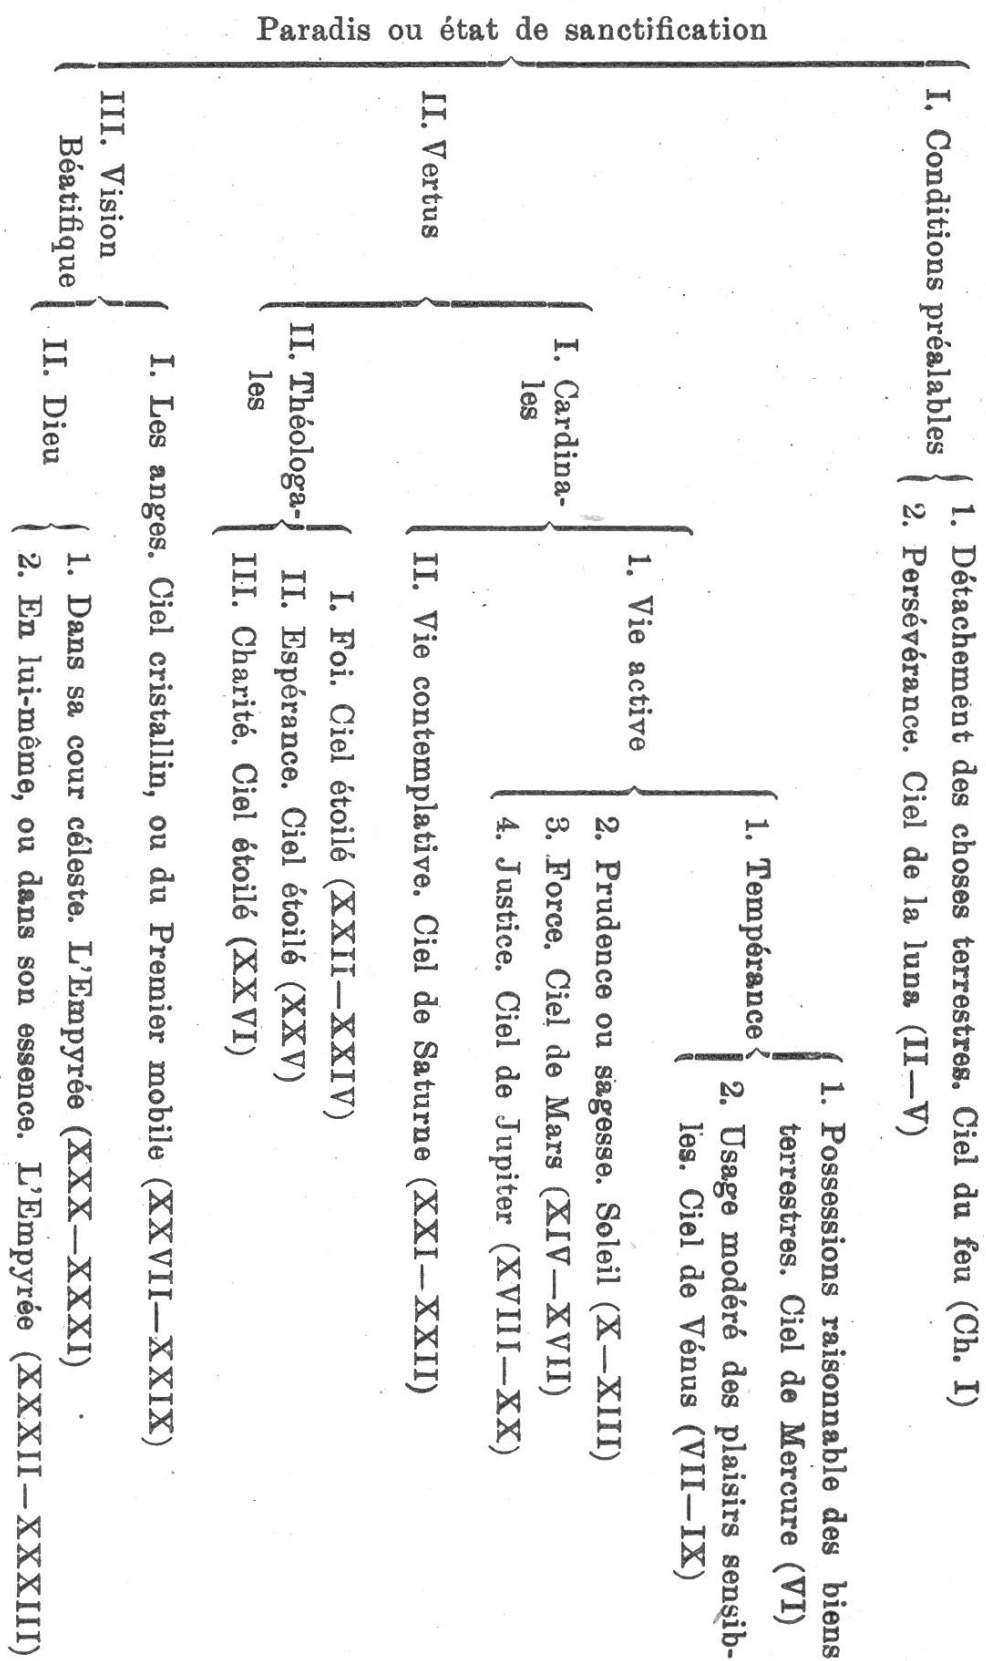 Paradis ou état de sanctification
I. Conditions préalables
1. Détachement des choses terrestres. Ciel du feu (Ch. I)
2. Persévérance. Ciel de la luna (II—V)
II. Vertus
I. Cardina-
les
1. Vie active
1. Tempérance
1. Possessions raisonnable des biens
terrestres. Ciel de Mercure (VI)
2. Usage modéré des plaisirs sensib-
les. Ciel de Vénus (VII—IX)
2. Prudence ou sagesse. Soleil (X—XIII)
3. Force. Ciel de Mars (XIV—XVII)
4. Justice. Ciel de Jupiter (XVIII—XX)
II. Vie contemplative. Ciel de Saturne (XXI—XXII)
II. Théologa-
les
I. Foi. Ciel étoilé (XXII—XXIV)
II. Espérance. Ciel étoilé (XXV)
III. Charité. Ciel étoilé (XXVI)
III. Vision
Béatifique
I. Les anges. Ciel cristallin, ou du Premier mobile (XXVII—XXIX)
II. Dieu
1. Dans sa cour céleste. L'Empyrée (XXX—XXXI)
2. En lui-même, ou dans son essence. L'Empyrée (XXXII—XXXIII)